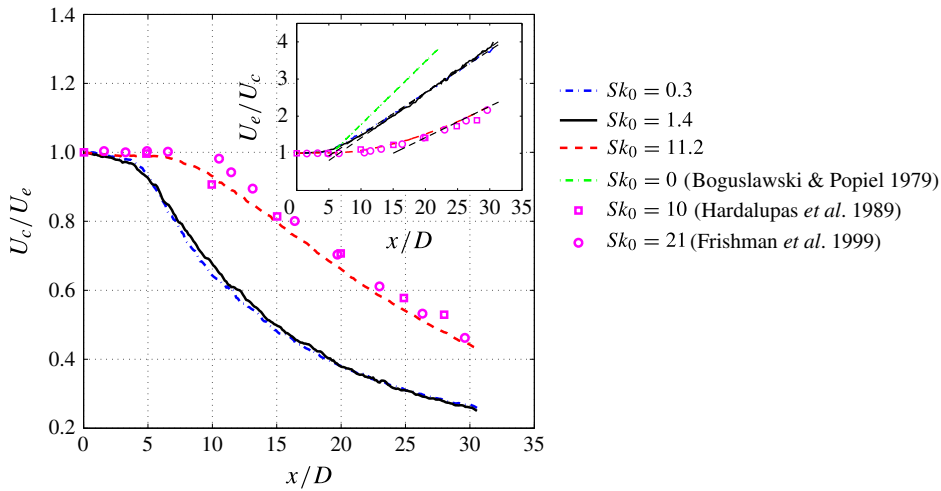 1.4
1.2
1.0
0.8
0.6
0.4
0.2
0 5 10 15 20 25 30 35
x/D
U_c/U_e
4
3
2
1
0 5 10 15 20 25 30 35
x/D
U_e/U_c
Sk_0 = 0.3
Sk_0 = 1.4
Sk_0 = 11.2
Sk_0 = 0 (Boguslawski & Popiel 1979)
Sk_0 = 10 (Hardalupas et al. 1989)
Sk_0 = 21 (Frishman et al. 1999)